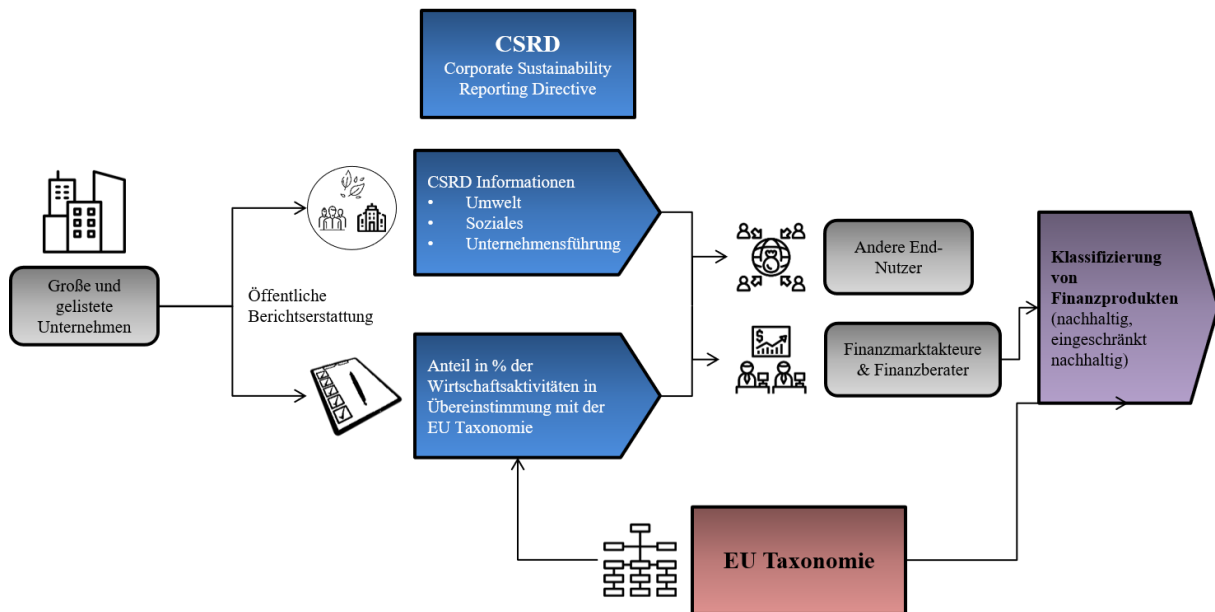 CSRD
Corporate Sustainability
Reporting Directive
CSRD Informationen
• Umwelt
• Soziales
• Unternehmensführung
Große und
gelistete
Unternehmen
Öffentliche
Berichtserstattung
Anteil in % der
Wirtschaftsaktivitäten in
Übereinstimmung mit der
EU Taxonomie
Andere End-
Nutzer
Finanzmarktakteure
& Finanzberater
Klassifizierung
von
Finanzprodukten
(nachhaltig,
eingeschränkt
nachhaltig)
EU Taxonomie